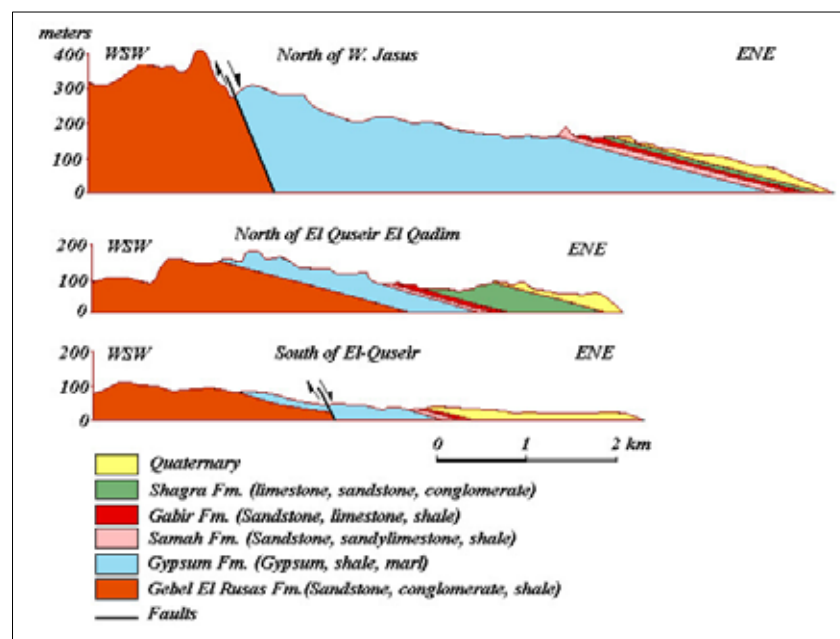 meters
400 WSW North of W. Jasus ENE
300
200
100
0
North of El Quseir El Qadim
200 WSW ENE
100
0
200 WSW South of El-Quseir ENE
100
0
0 1 2 km
Quaternary
Shagra Fm. (limestone, sandstone, conglomerate)
Gabir Fm. (Sandstone, limestone, shale)
Samah Fm. (Sandstone, sandylimestone, shale)
Gypsum Fm. (Gypsum, shale, marl)
Gebel El Rusas Fm.(Sandstone, conglomerate, shale)
Faults